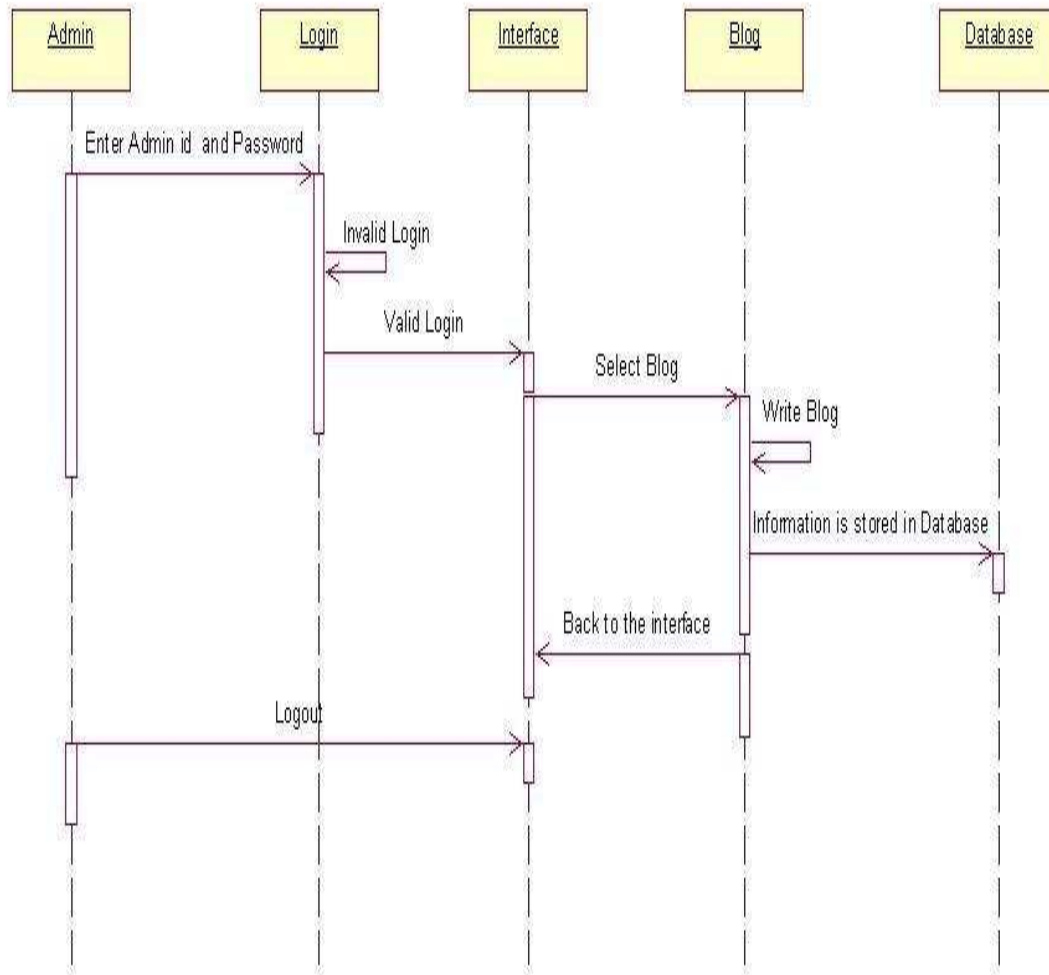 Admin
Login
Interface
Blog
Database
Enter Admin id and Password
Invalid Login
Valid Login
Select Blog
Write Blog
Information is stored in Database
Back to the interface
Logout